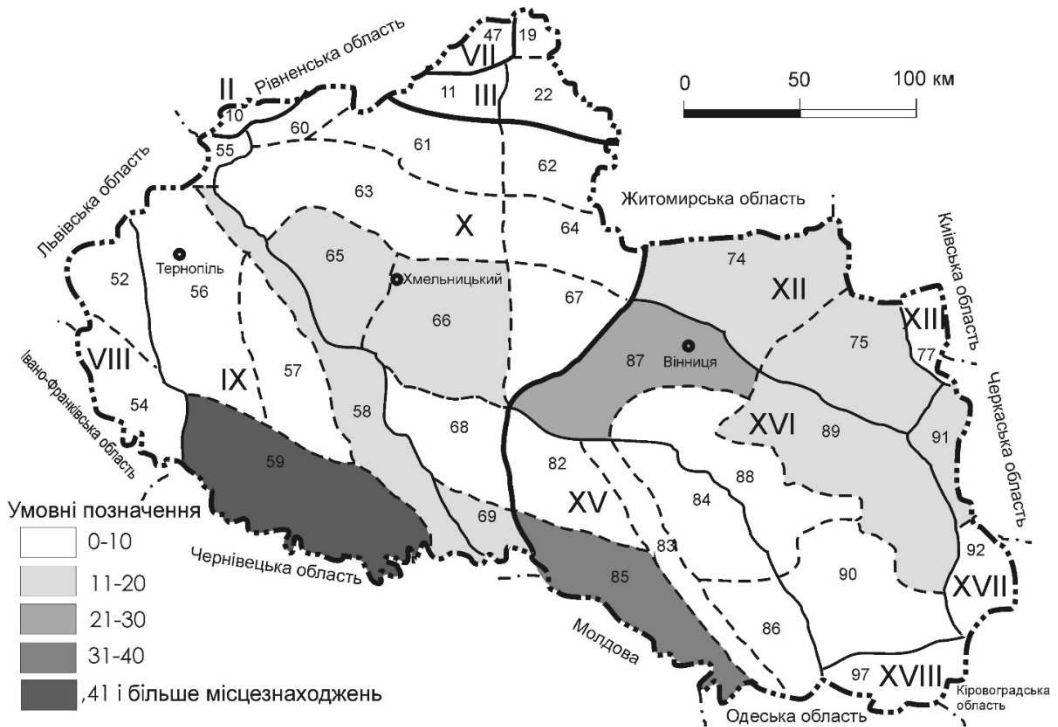 47
19
VII
Рівненська область
II
10
11
III
22
0
50
100 км
60
55
61
62
Львівська область
63
X
64
Житомирська область
Київська область
52
Тернопіль
56
65
Хмельницький
66
67
74
XII
XIII
77
75
VIII
Івано-Франківська область
54
IX
57
58
68
87
Вінниця
XVI
89
91
Черкаська область
59
82
XV
84
88
Умовні позначення
0-10
11-20
21-30
31-40
,41 і більше місцезнаходжень
Чернівецька область
69
83
85
Молдова
86
90
92
XVII
97
XVIII
Одеська область
Кіровоградська
область